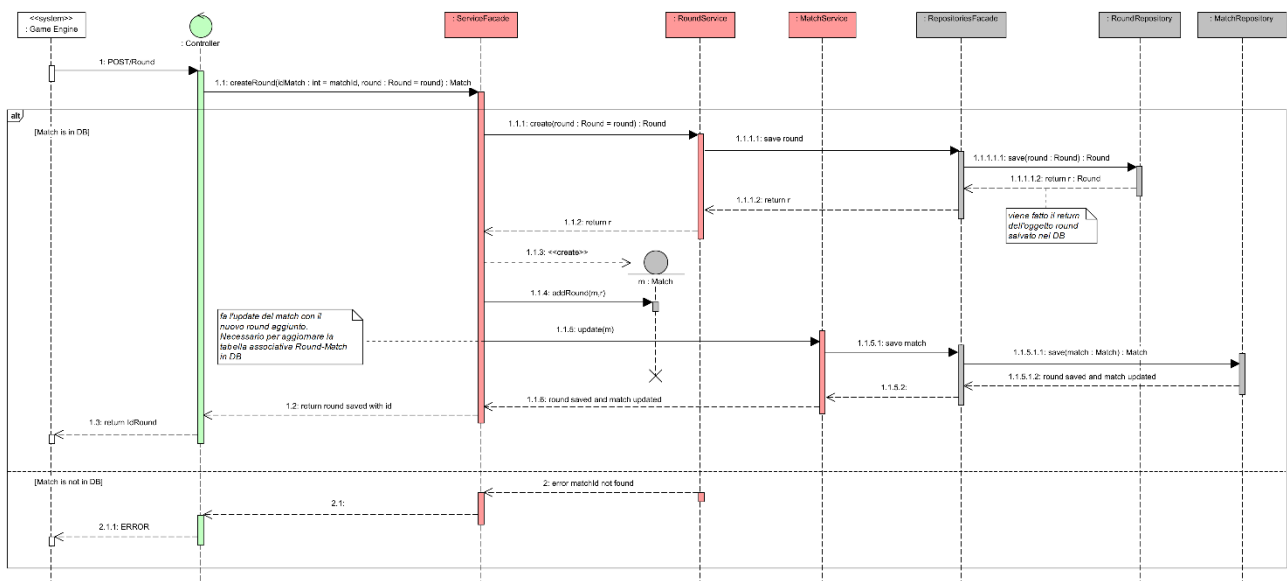 <<system>>
: Game Engine
: Controller
: ServiceFacade
: RoundService
: MatchService
: RepositoriesFacade
: RoundRepository
: MatchRepository
1: POST/Round
1.1: createRound(idMatch : int = matchId, round : Round = round) : Match
alt
[Match is in DB]
1.1.1: create(round : Round = round) : Round
1.1.1.1: save round
1.1.1.1.1: save(round : Round) : Round
1.1.1.1.2: return r : Round
1.1.1.2: return r
viene fatto il return
dell'oggetto round
salvato nel DB
1.1.2: return r
1.1.3: <<create>>
m : Match
1.1.4: addRound(m,r)
fa l'update del match con il
nuovo round aggiunto.
Necessario per aggiornare la
tabella associativa Round-Match
in DB
1.1.5: update(m)
1.1.5.1: save match
1.1.5.1.1: save(match : Match) : Match
1.1.5.1.2: round saved and match updated
1.1.5.2:
1.1.6: round saved and match updated
1.2: return round saved with id
1.3: return IdRound
[Match is not in DB]
2: error matchId not found
2.1:
2.1.1: ERROR